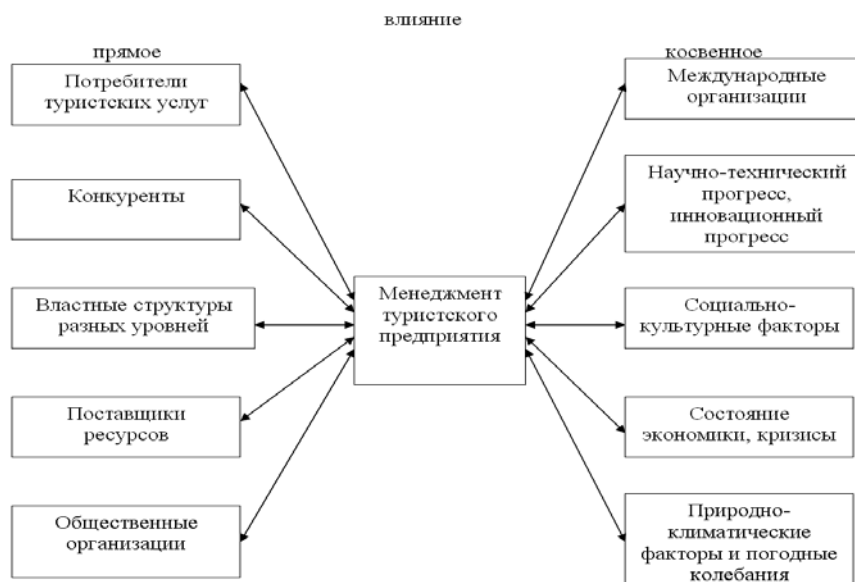 влияние
прямое
косвенное
Потребители
туристских услуг
Конкуренты
Властные структуры
разных уровней
Поставщики
ресурсов
Общественные
организации
Менеджмент
туристского
предприятия
Международные
организации
Научно-технический
прогресс,
инновационный
прогресс
Социально-
культурные факторы
Состояние
экономики, кризисы
Природно-
климатические
факторы и погодные
колебания